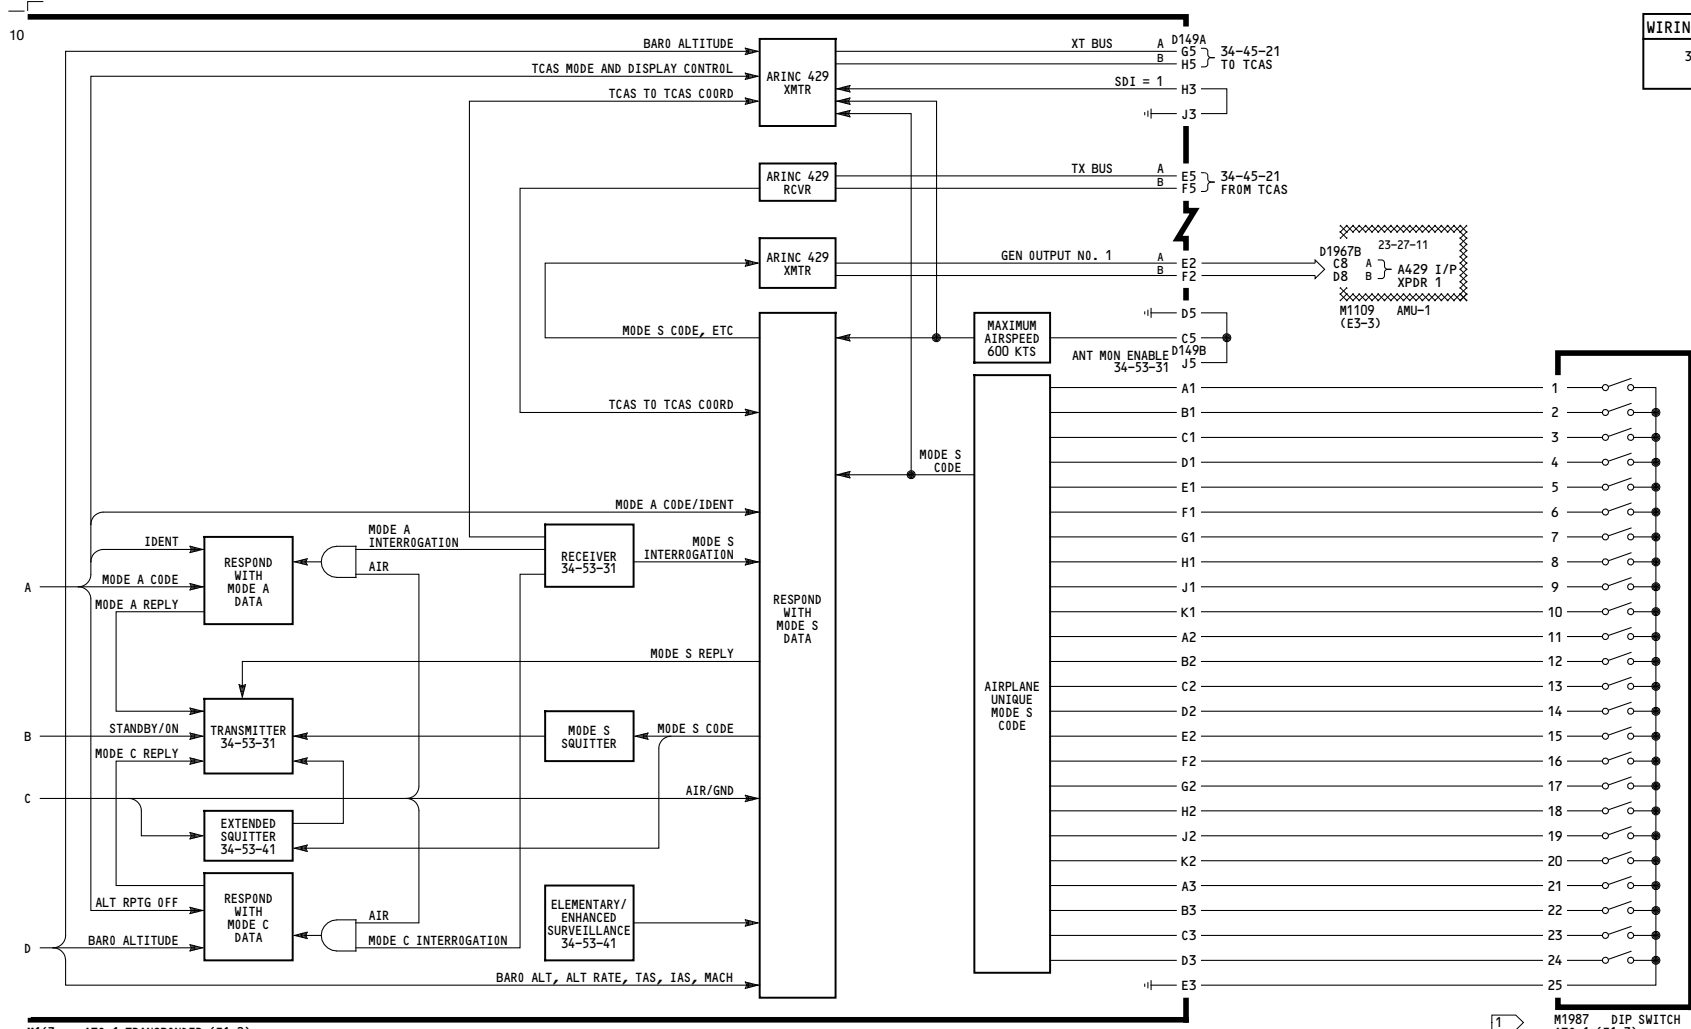 10
WIRIN
3
BARO ALTITUDE
TCAS MODE AND DISPLAY CONTROL
TCAS TO TCAS COORD
ARINC 429
XMTR
XT BUS
A
B
D149A
G5
H5
34-45-21
TO TCAS
SDI = 1
H3
J3
ARINC 429
RCVR
TX BUS
A
B
E5
F5
34-45-21
FROM TCAS
ARINC 429
XMTR
GEN OUTPUT NO. 1
A
B
E2
F2
D1967B
C8
D8
23-27-11
A
B
A429 I/P
XPDR 1
M1109 AMU-1
(E3-3)
MODE S CODE, ETC
MAXIMUM
AIRSPEED
600 KTS
D5
C5
D149B
J5
ANT MON ENABLE
34-53-31
TCAS TO TCAS COORD
MODE S
CODE
MODE A CODE/IDENT
IDENT
RESPOND
WITH
MODE A
DATA
MODE A
INTERROGATION
AIR
RECEIVER
34-53-31
MODE S
INTERROGATION
A
MODE A CODE
MODE A REPLY
RESPOND
WITH
MODE S
DATA
MODE S REPLY
B
STANDBY/ON
TRANSMITTER
34-53-31
MODE S
SQUITTER
MODE S CODE
MODE C REPLY
C
AIR/GND
EXTENDED
SQUITTER
34-53-41
ALT RPTG OFF
RESPOND
WITH
MODE C
DATA
AIR
MODE C INTERROGATION
ELEMENTARY/
ENHANCED
SURVEILLANCE
34-53-41
D
BARO ALTITUDE
BARO ALT, ALT RATE, TAS, IAS, MACH
AIRPLANE
UNIQUE
MODE S
CODE
A1 1
B1 2
C1 3
D1 4
E1 5
F1 6
G1 7
H1 8
J1 9
K1 10
A2 11
B2 12
C2 13
D2 14
E2 15
F2 16
G2 17
H2 18
J2 19
K2 20
A3 21
B3 22
C3 23
D3 24
E3 25
1
M1987 DIP SWITCH